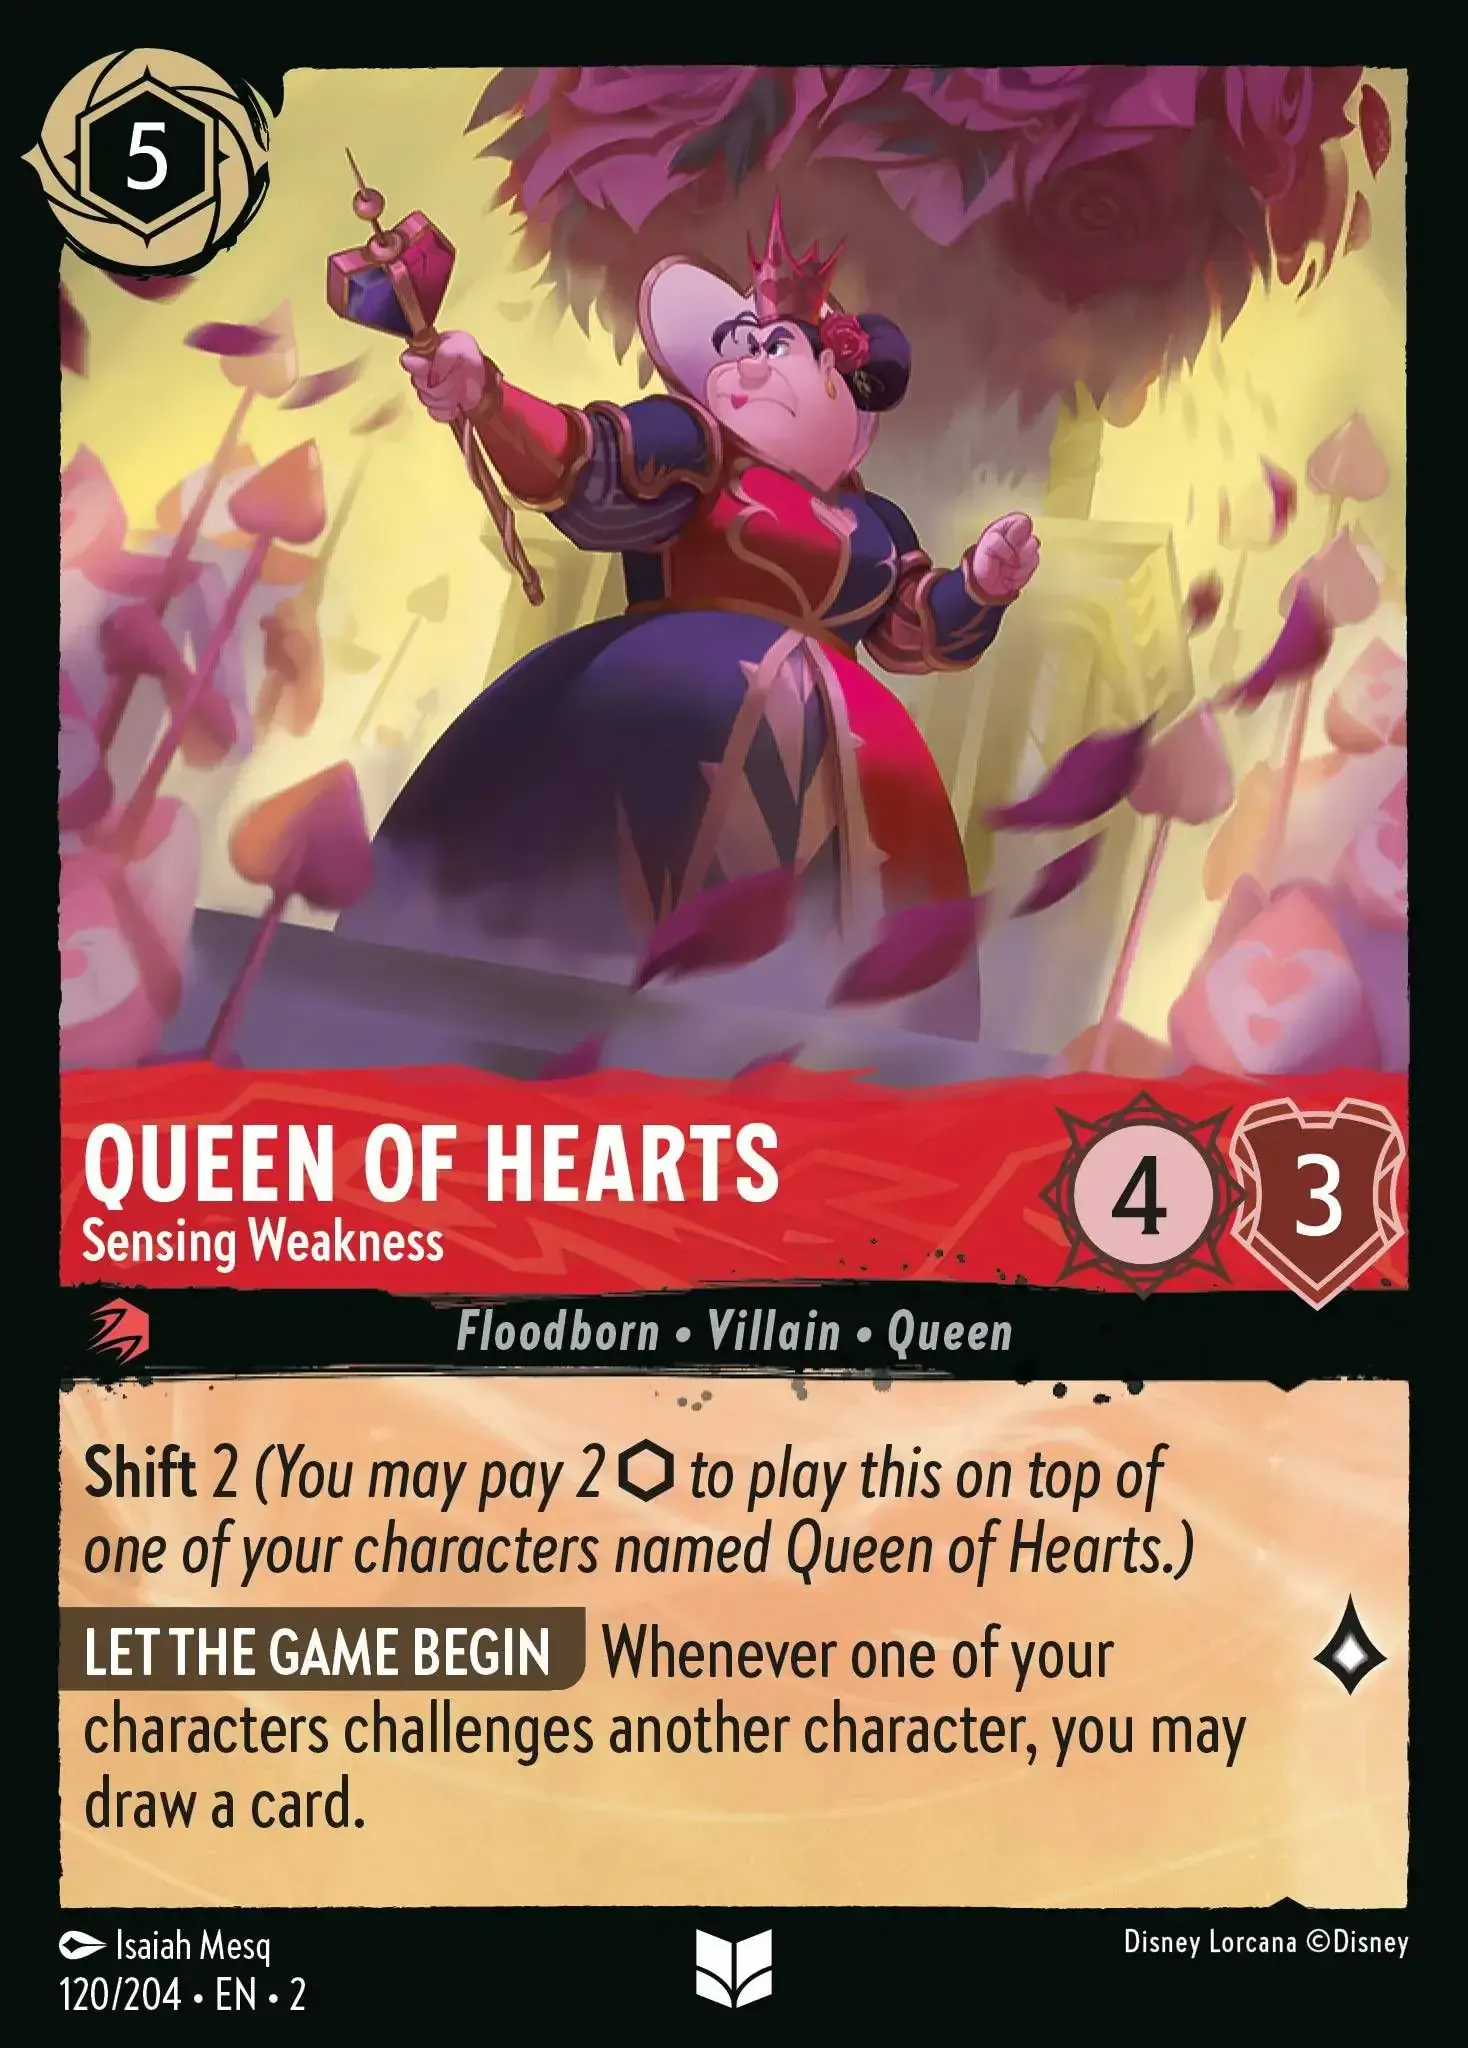 5
QUEEN OF HEARTS
Sensing Weakness
4
3
Floodborn • Villain • Queen
Shift 2 (You may pay 2 ⬡ to play this on top of
one of your characters named Queen of Hearts.)
LET THE GAME BEGIN Whenever one of your
characters challenges another character, you may
draw a card.
Isaiah Mesq
Disney Lorcana ©Disney
120/204 • EN • 2